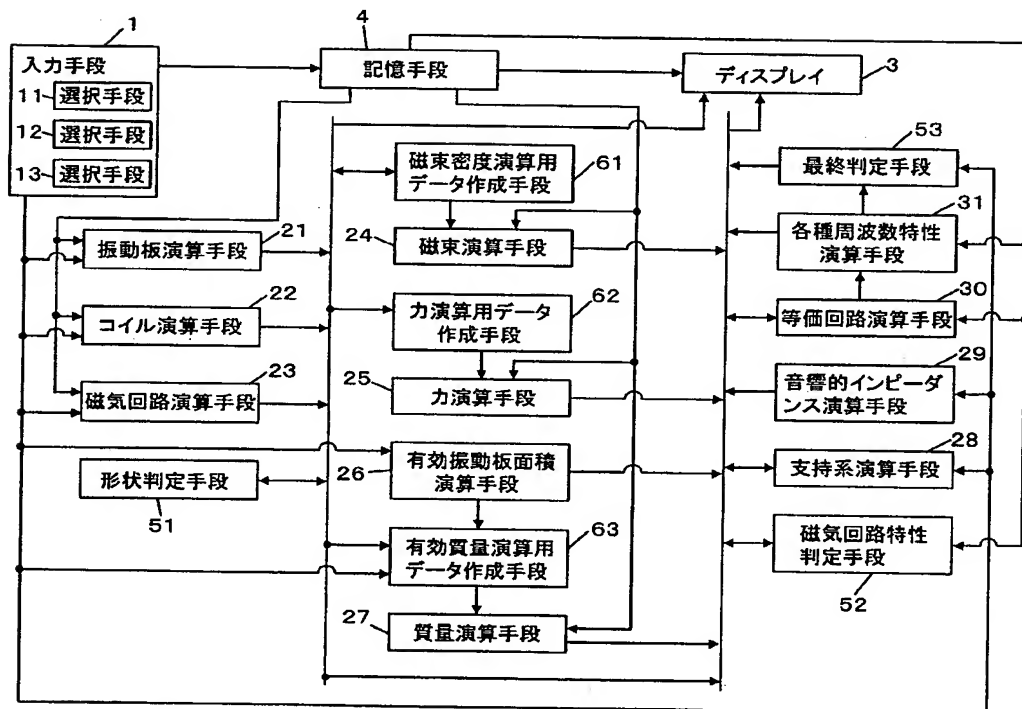 1
入力手段
11
選択手段
12
選択手段
13
選択手段
4
記憶手段
ディスプレイ
3
21
振動板演算手段
22
コイル演算手段
23
磁気回路演算手段
形状判定手段
51
磁束密度演算用
データ作成手段
61
24
磁束演算手段
力演算用データ
作成手段
62
25
力演算手段
26
有効振動板面積
演算手段
有効質量演算用
データ作成手段
63
27
質量演算手段
53
最終判定手段
31
各種周波数特性
演算手段
30
等価回路演算手段
29
音響的インピーダ
ンス演算手段
28
支持系演算手段
磁気回路特性
判定手段
52